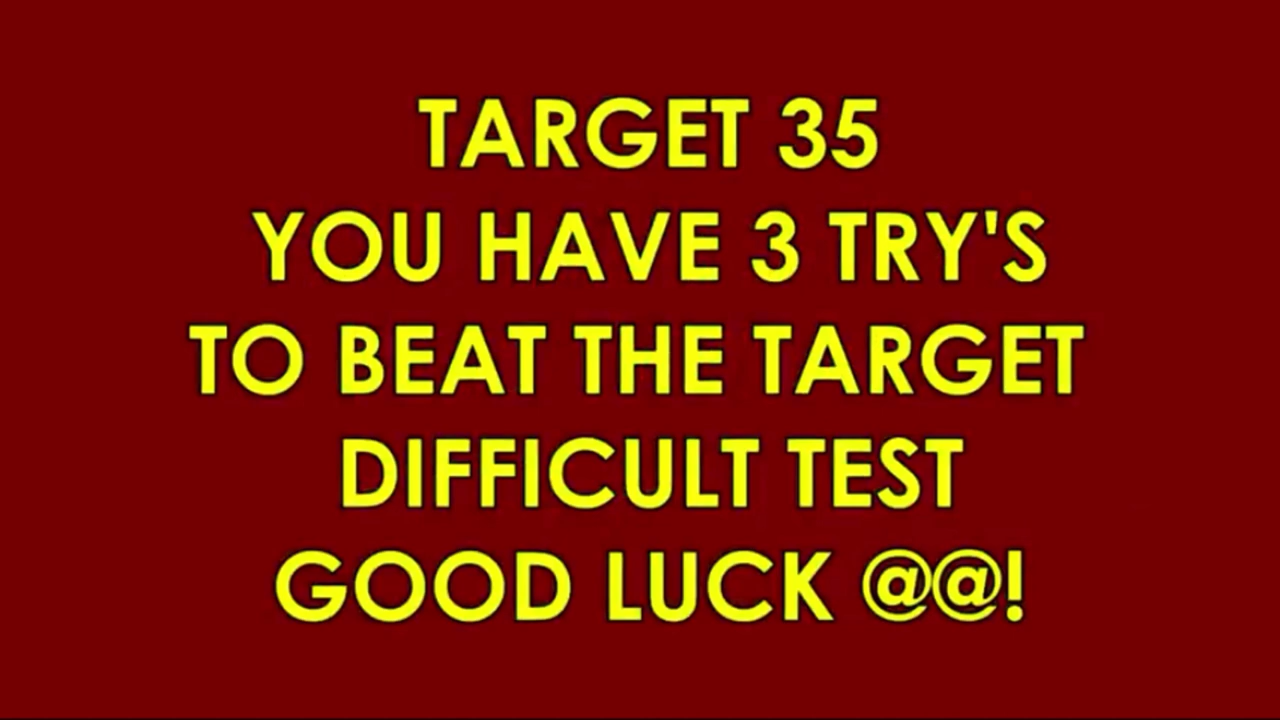 TARGET 35
YOU HAVE 3 TRY'S
TO BEAT THE TARGET
DIFFICULT TEST
GOOD LUCK @@!